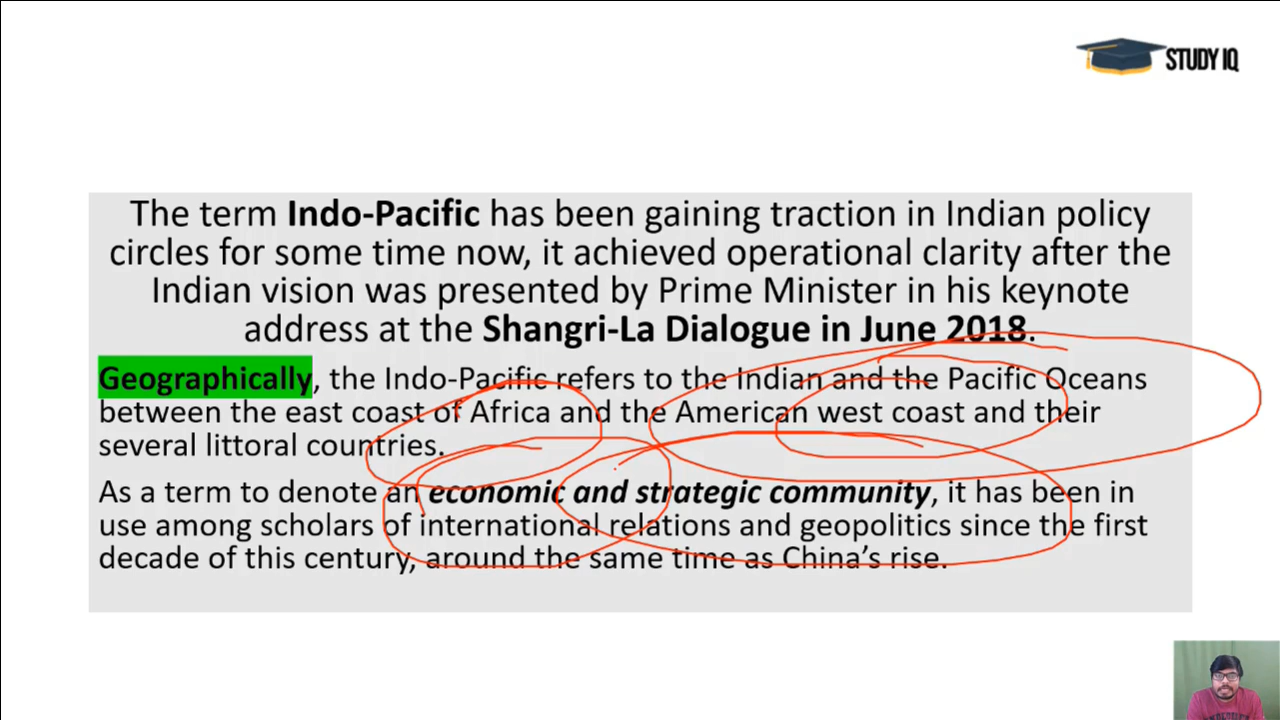 STUDY IQ
The term Indo-Pacific has been gaining traction in Indian policy
circles for some time now, it achieved operational clarity after the
Indian vision was presented by Prime Minister in his keynote
address at the Shangri-La Dialogue in June 2018.
Geographically, the Indo-Pacific refers to the Indian and the Pacific Oceans
between the east coast of Africa and the American west coast and their
several littoral countries.
As a term to denote an economic and strategic community, it has been in
use among scholars of international relations and geopolitics since the first
decade of this century, around the same time as China’s rise.